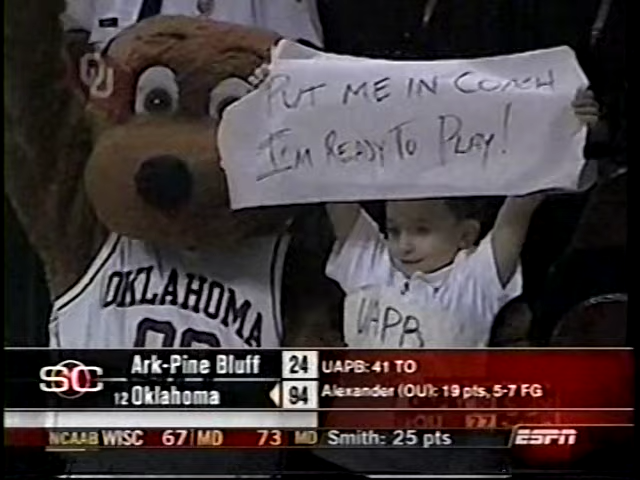 OU
PUT ME IN COACH
I'M READY TO PLAY!
OKLAHOMA
UAPB
SC
Ark-Pine Bluff 24 UAPB: 41 TO
12 Oklahoma 94 Alexander (OU): 19 pts, 5-7 FG
NCAAB WISC 67 MD 73 MD Smith: 25 pts ESPN